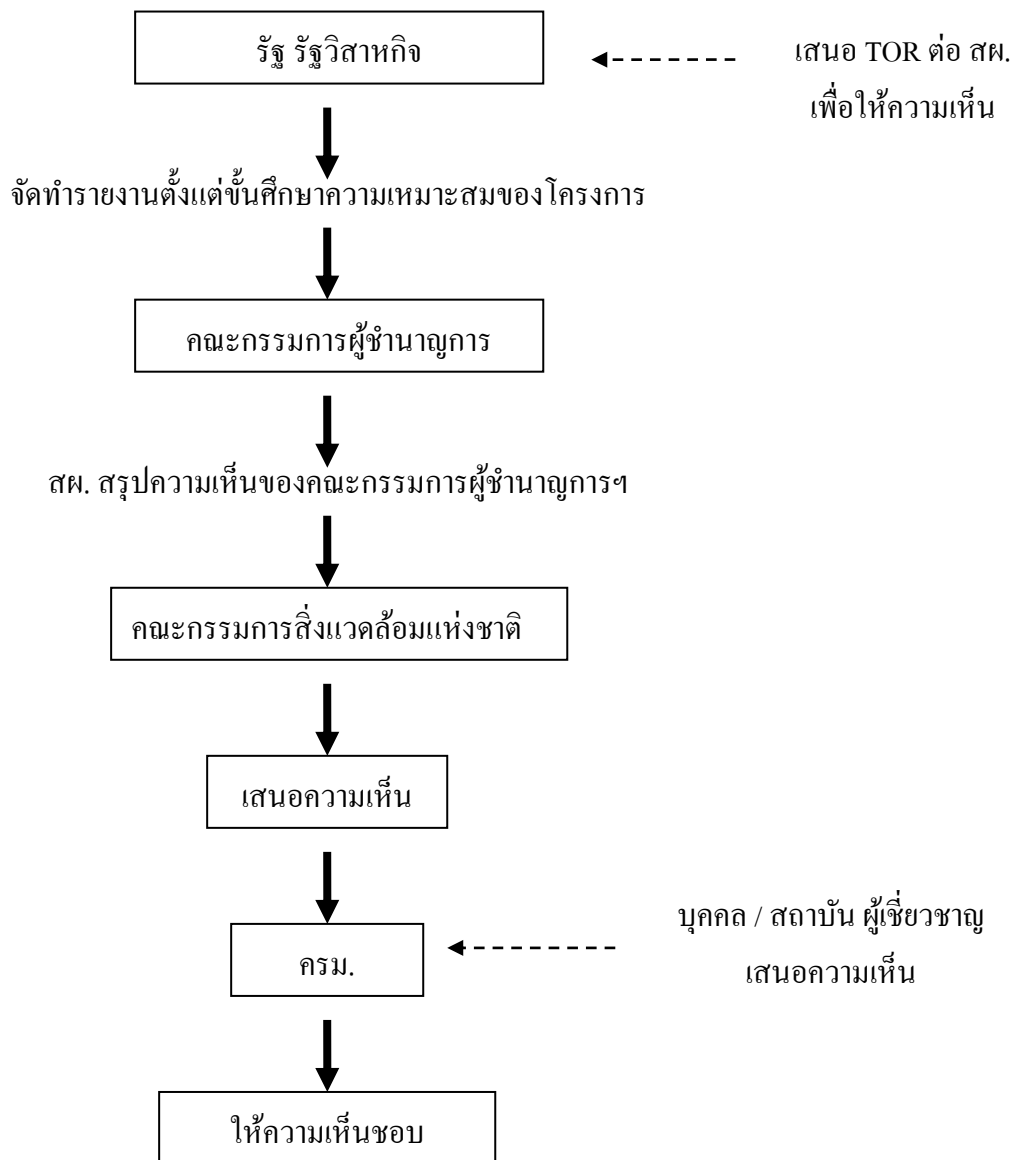 รัฐ รัฐวิสาหกิจ
เสนอ TOR ต่อ สผ.
เพื่อให้ความเห็น
จัดทำรายงานตั้งแต่ขั้นศึกษาความเหมาะสมของโครงการ
คณะกรรมการผู้ชำนาญการ
สผ. สรุปความเห็นของคณะกรรมการผู้ชำนาญการฯ
คณะกรรมการสิ่งแวดล้อมแห่งชาติ
เสนอความเห็น
บุคคล / สถาบัน ผู้เชี่ยวชาญ
เสนอความเห็น
ครม.
ให้ความเห็นชอบ